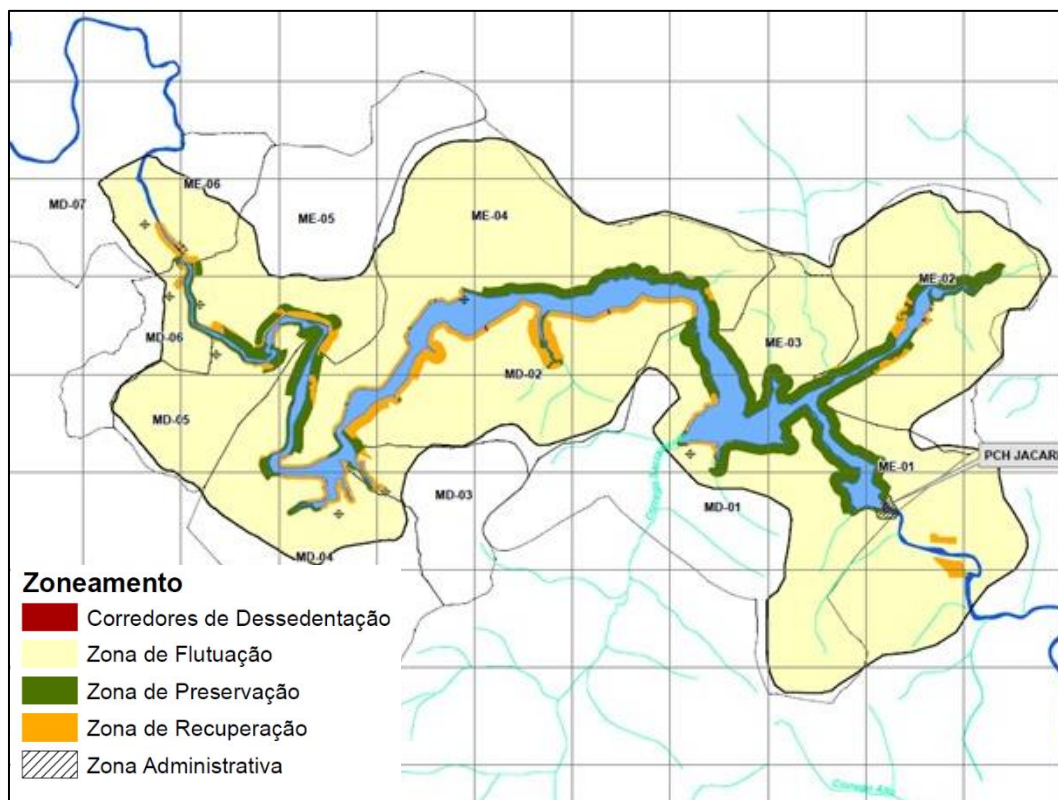 ME-06
MD-07
ME-05
ME-04
ME-02
MD-06
ME-03
MD-02
MD-05
PCH JACAR
ME-01
MD-03
MD-01
MD-04
Zoneamento
Corredores de Dessedentação
Zona de Flutuação
Zona de Preservação
Zona de Recuperação
Zona Administrativa